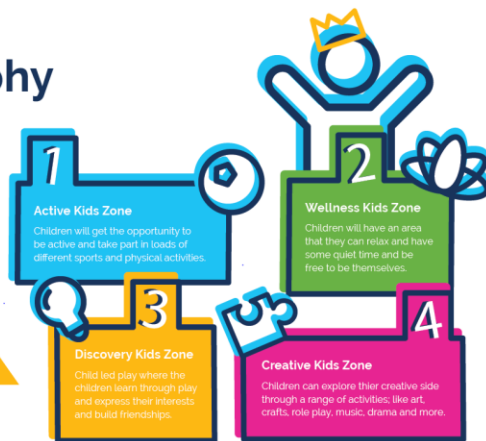 phy
1
Active Kids Zone
Children will get the opportunity to
be active and take part in loads of
different sports and physical activities.
2
Wellness Kids Zone
Children will have an area
that they can relax and have
some quiet time and be
free to be themselves.
3
Discovery Kids Zone
Child led play where the
children learn through play
and express their interests
and build friendships.
4
Creative Kids Zone
Children can explore thier creative side
through a range of activities; like art,
crafts, role play, music, drama and more.